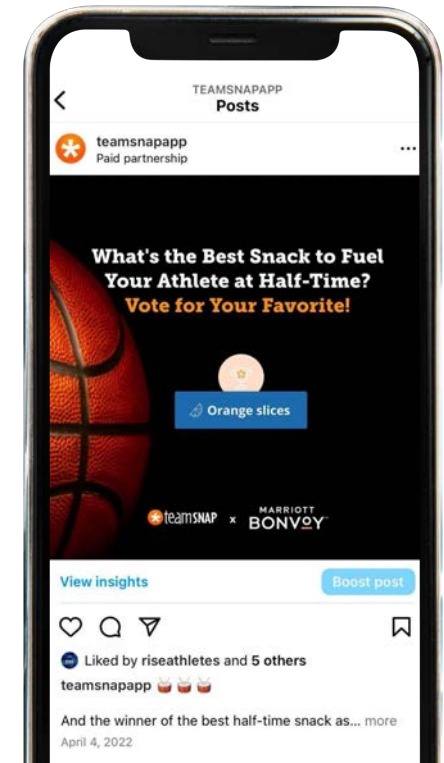 TEAMSNAPAPP
Posts
teamsnapapp
Paid partnership
What's the Best Snack to Fuel
Your Athlete at Half-Time?
Vote for Your Favorite!
Orange slices
teamSNAP x MARRIOTT BONVOY
View insights
Boost post
Liked by riseathletes and 5 others
teamsnapapp 🥁🥁🥁
And the winner of the best half-time snack as... more
April 4, 2022